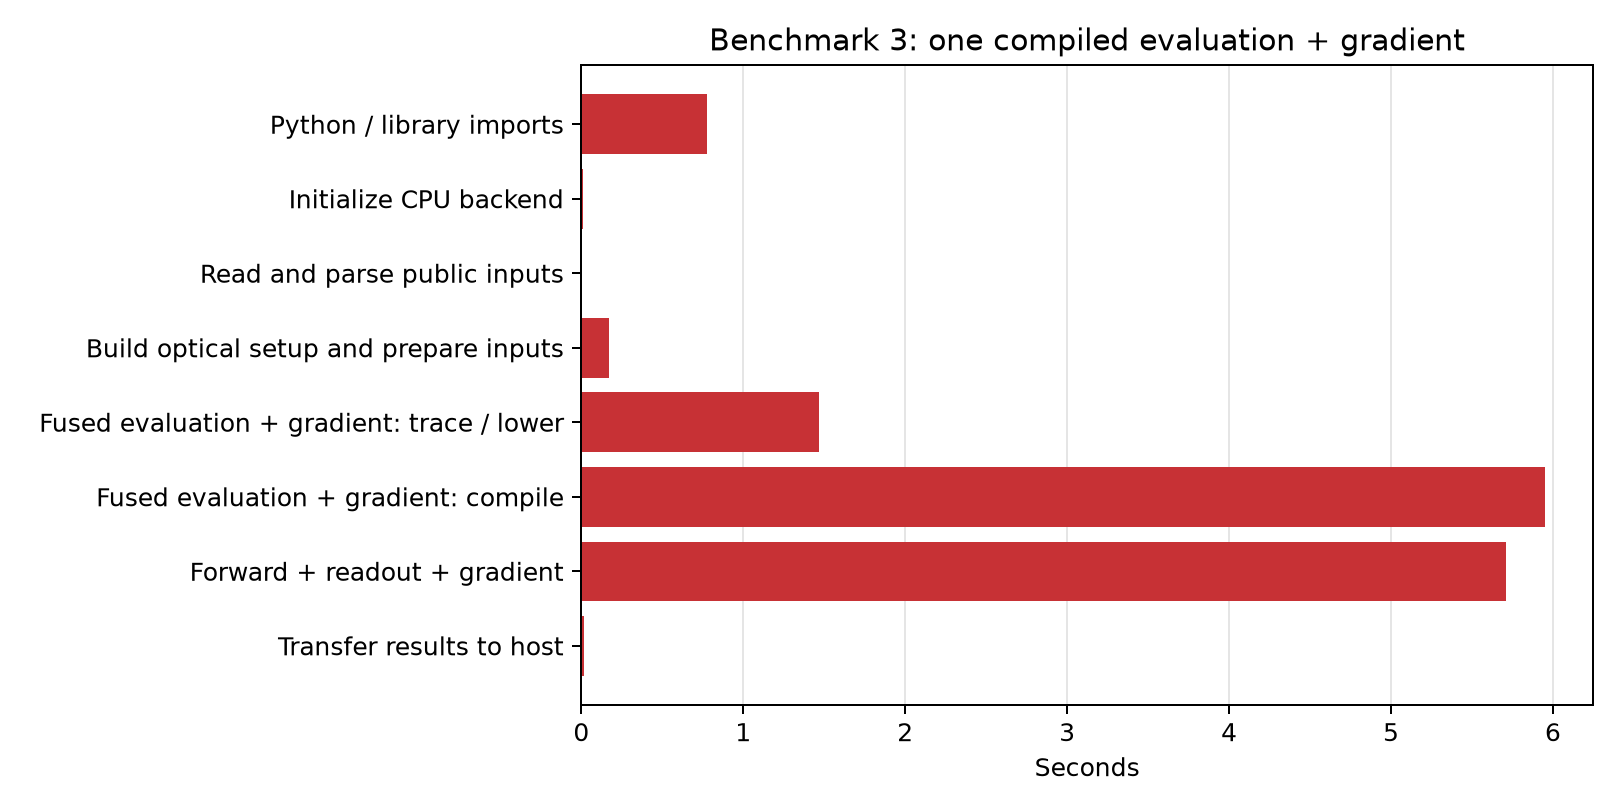 Benchmark 3: one compiled evaluation + gradient
Python / library imports
Initialize CPU backend
Read and parse public inputs
Build optical setup and prepare inputs
Fused evaluation + gradient: trace / lower
Fused evaluation + gradient: compile
Forward + readout + gradient
Transfer results to host
0 1 2 3 4 5 6
Seconds